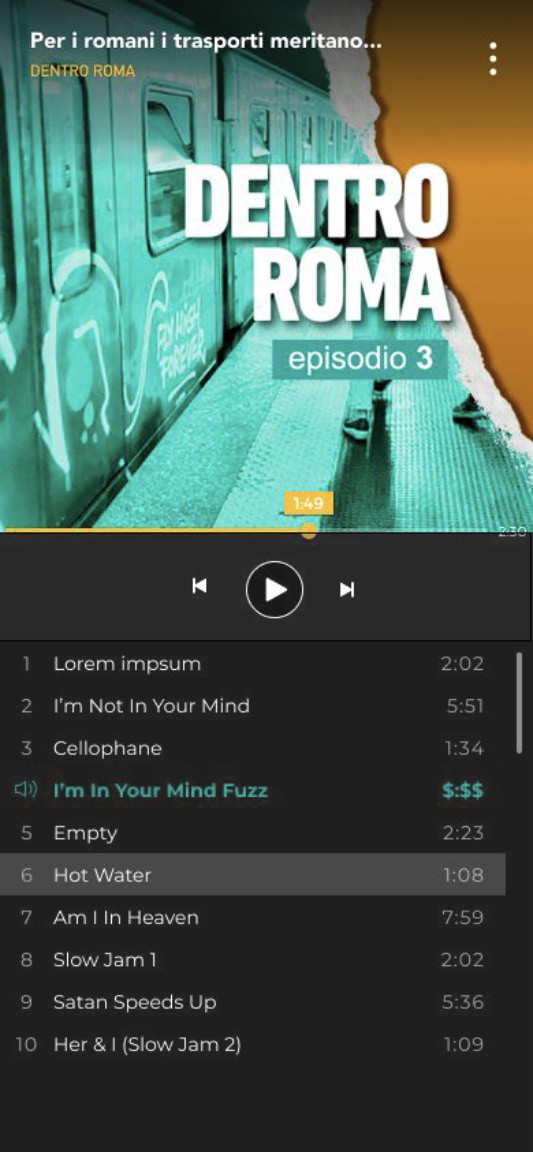 Per i romani i trasporti meritano...
DENTRO ROMA
DENTRO
ROMA
FLY HIGH
FOREVER
episodio 3
1:49
2:30
1 Lorem impsum 2:02
2 I'm Not In Your Mind 5:51
3 Cellophane 1:34
I'm In Your Mind Fuzz $:$$
5 Empty 2:23
6 Hot Water 1:08
7 Am I In Heaven 7:59
8 Slow Jam 1 2:02
9 Satan Speeds Up 5:36
10 Her & I (Slow Jam 2) 1:09